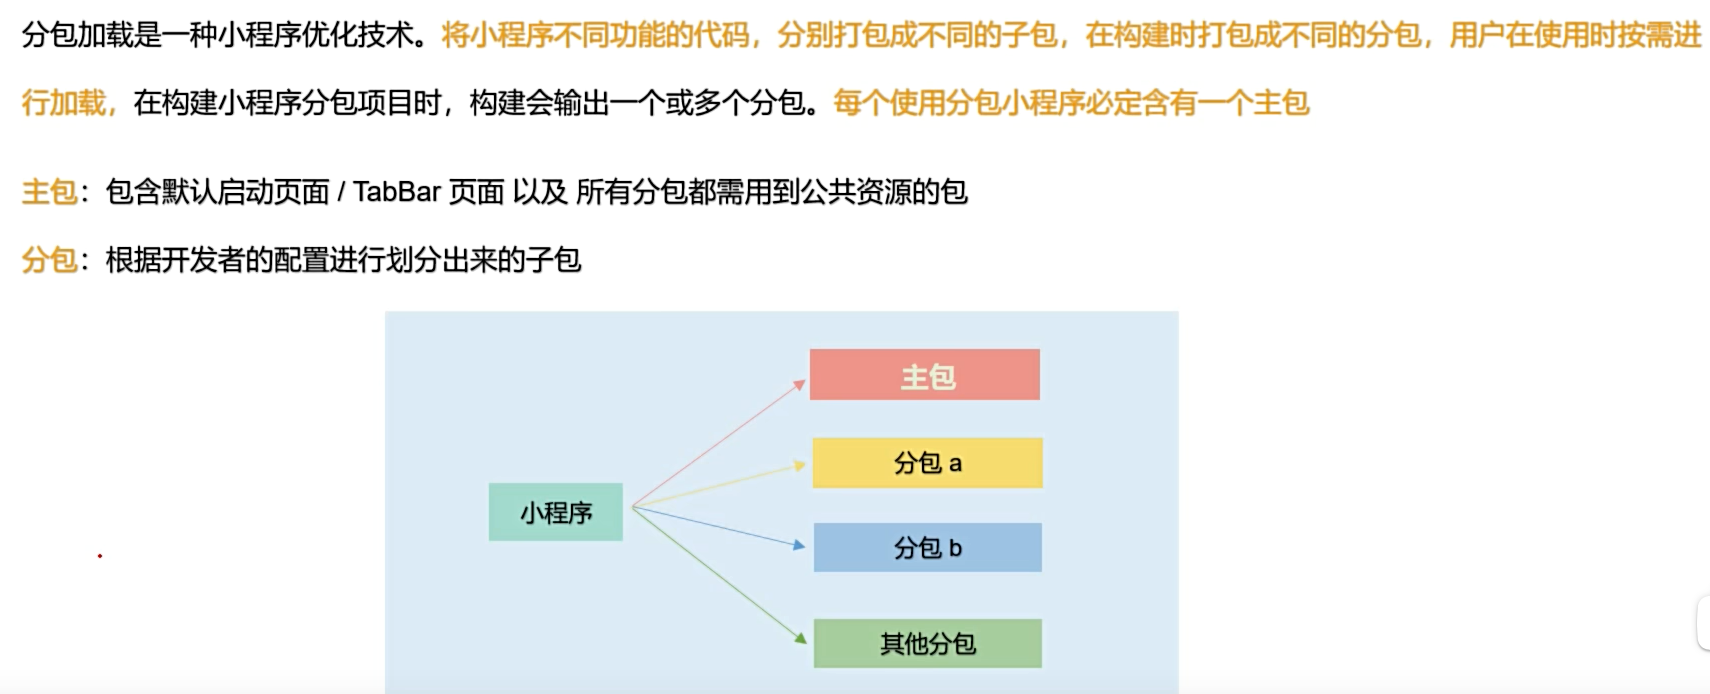 分包加载是一种小程序优化技术。将小程序不同功能的代码，分别打包成不同的子包，在构建时打包成不同的分包，用户在使用时按需进
行加载，在构建小程序分包项目时，构建会输出一个或多个分包。每个使用分包小程序必定含有一个主包
主包：包含默认启动页面 / TabBar 页面 以及 所有分包都需用到公共资源的包
分包：根据开发者的配置进行划分出来的子包
主包
分包 a
小程序
分包 b
其他分包